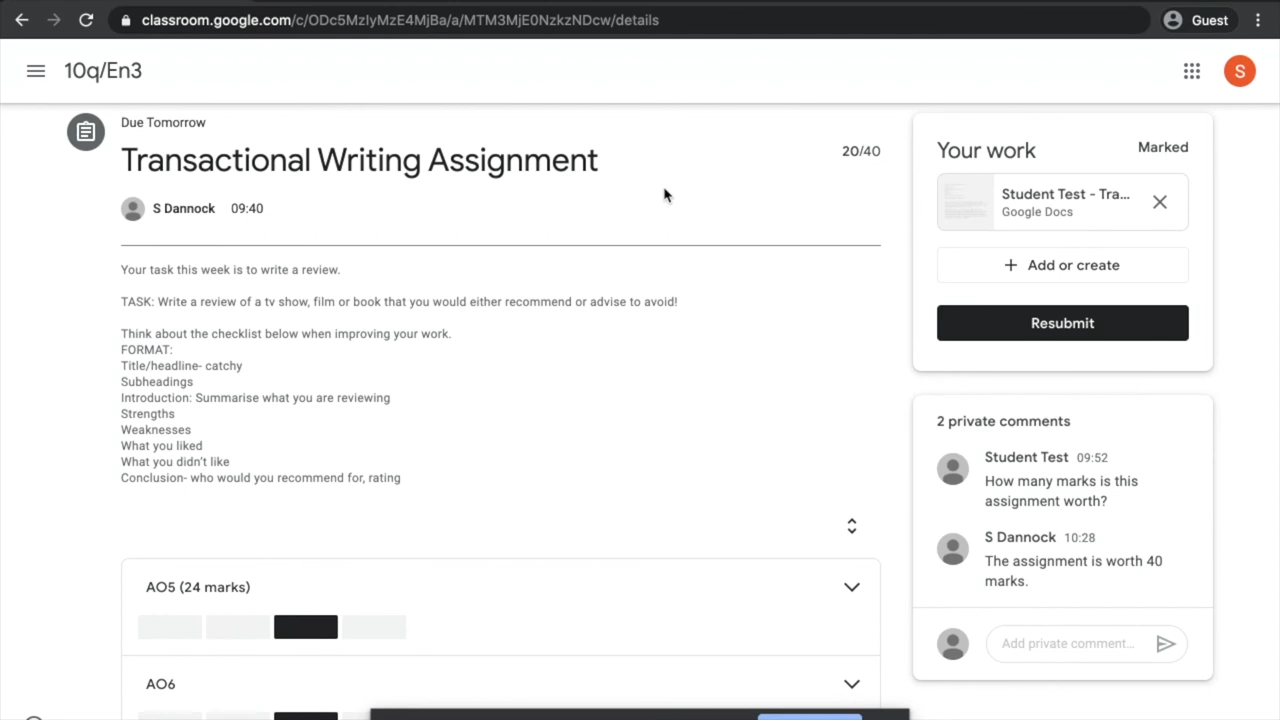 classroom.google.com/c/ODc5MzIyMzE4MjBa/a/MTM3MjE0NzkzNDcw/details
Guest
10q/En3
S
Due Tomorrow
Transactional Writing Assignment
20/40
S Dannock 09:40
Your task this week is to write a review.
TASK: Write a review of a tv show, film or book that you would either recommend or advise to avoid!
Think about the checklist below when improving your work.
FORMAT:
Title/headline- catchy
Subheadings
Introduction: Summarise what you are reviewing
Strengths
Weaknesses
What you liked
What you didn't like
Conclusion- who would you recommend for, rating
AO5 (24 marks)
AO6
Your work
Marked
Student Test - Tra...
Google Docs
Add or create
Resubmit
2 private comments
Student Test 09:52
How many marks is this
assignment worth?
S Dannock 10:28
The assignment is worth 40
marks.
Add private comment...